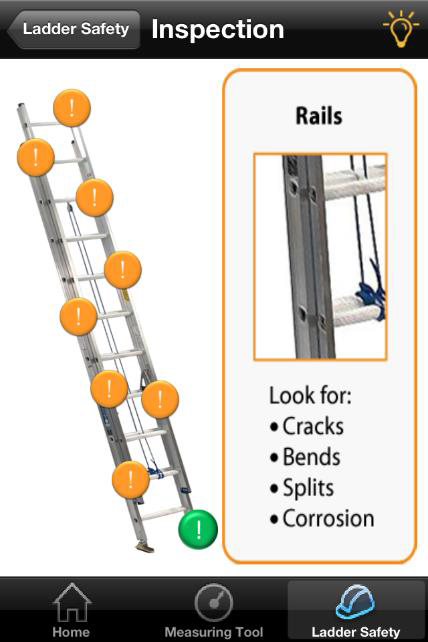 Ladder Safety Inspection
!
!
!
!
!
!
!
!
!
Rails
Look for:
• Cracks
• Bends
• Splits
• Corrosion
Home Measuring Tool Ladder Safety